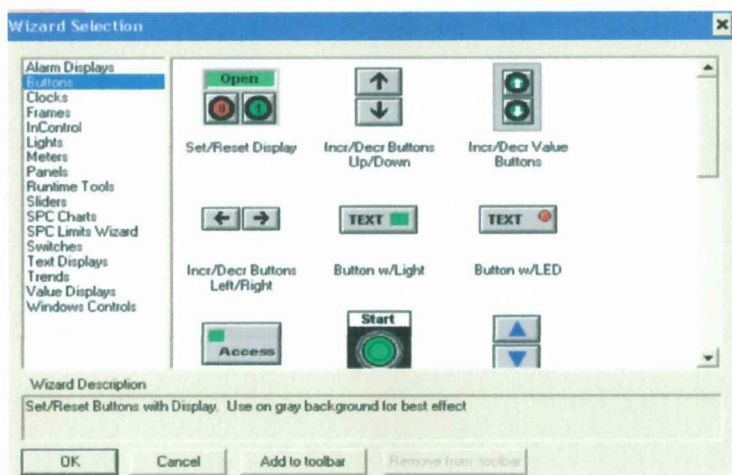 Wizard Selection
Alarm Displays
Buttons
Clocks
Frames
InControl
Lights
Meters
Panels
Runtime Tools
Sliders
SPC Charts
SPC Limits Wizard
Switches
Text Displays
Trends
Value Displays
Windows Controls
Open
0 1
Set/Reset Display
Incr/Decr Buttons
Up/Down
Incr/Decr Value
Buttons
Incr/Decr Buttons
Left/Right
TEXT
Button w/Light
TEXT
Button w/LED
Access
Start
Wizard Description
Set/Reset Buttons with Display. Use on gray background for best effect
OK
Cancel
Add to toolbar
Remove from toolbar